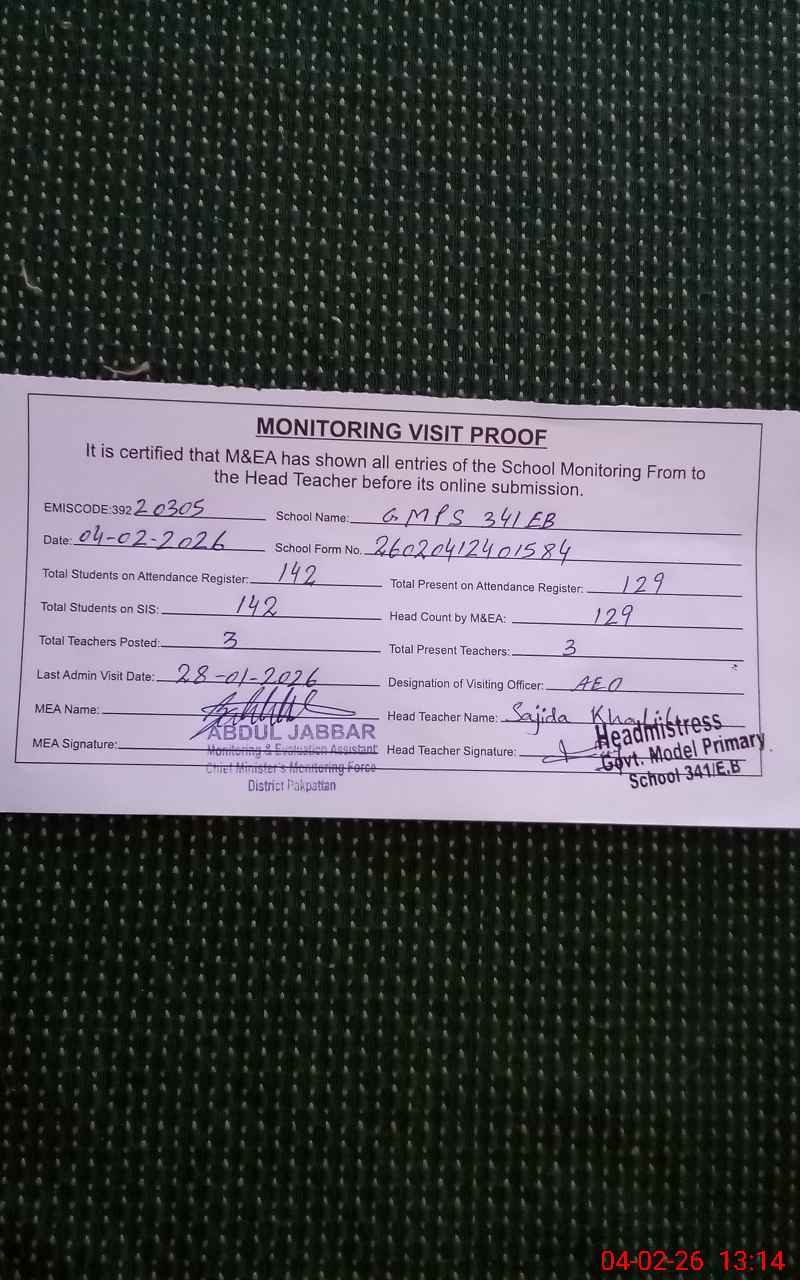 MONITORING VISIT PROOF
It is certified that M&EA has shown all entries of the School Monitoring From to
the Head Teacher before its online submission.
EMISCODE:39220305 School Name: GMPS 341 EB
Date: 04-02-2026 School Form No. 26020412401584
Total Students on Attendance Register: 142 Total Present on Attendance Register: 129
Total Students on SIS: 142 Head Count by M&EA: 129
Total Teachers Posted: 3 Total Present Teachers: 3
Last Admin Visit Date: 28-01-2026 Designation of Visiting Officer: AEO
MEA Name: Head Teacher Name: Sajida
MEA Signature: Head Teacher Signature:
ABDUL JABBAR
Monitoring & Evaluation Assistant
Chief Minister's Monitoring Force
District Pakpattan
Headmistress
Govt. Model Primary
School 341/E.B
04-02-26 13:14